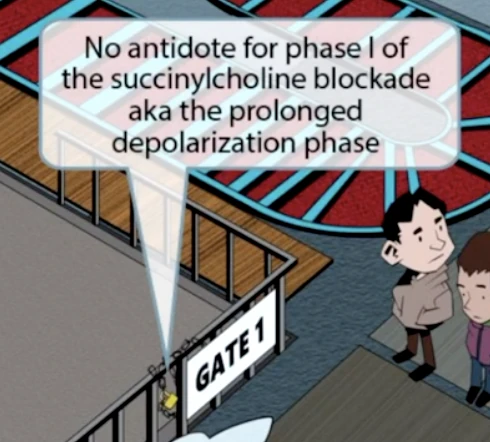 No antidote for phase I of
the succinylcholine blockade
aka the prolonged
depolarization phase
GATE 1